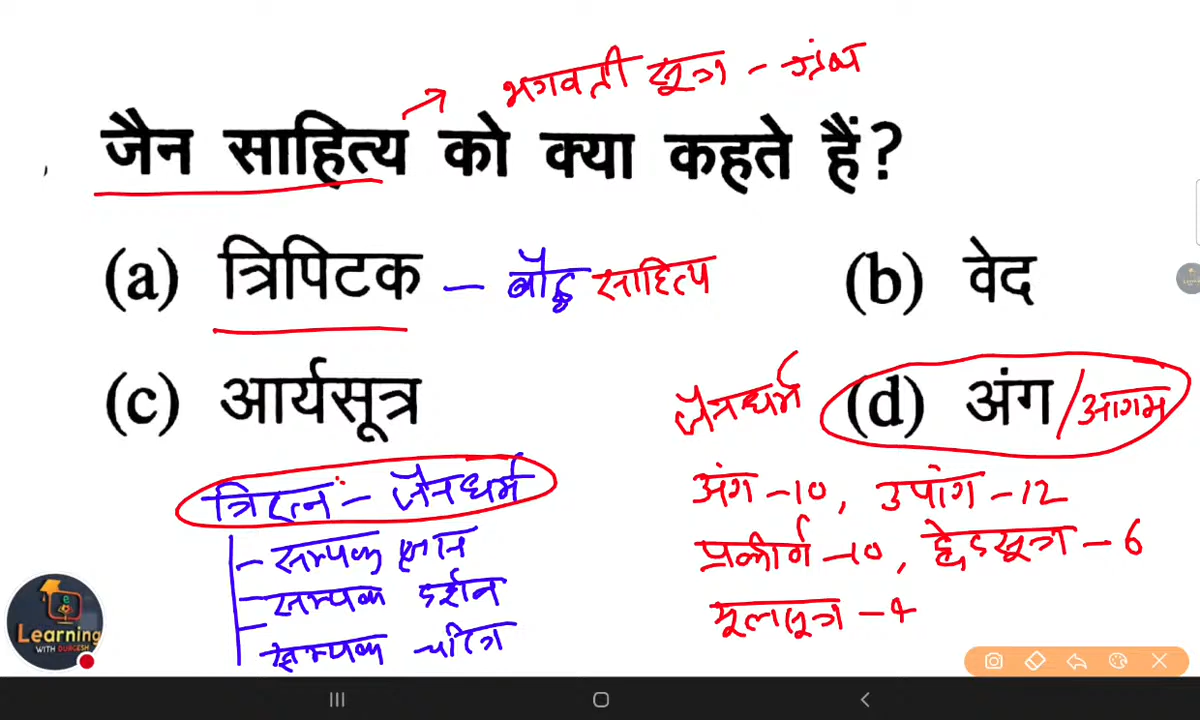 भगवती सूत्र - ग्रंथ
जैन साहित्य को क्या कहते हैं?
(a) त्रिपिटक - बौद्ध साहित्य
(b) वेद
(c) आर्यसूत्र
जैनधर्म
(d) अंग / आगम
त्रिरत्न :- जैनधर्म
- सम्यक ज्ञान
- सम्यक दर्शन
- सम्यक चरित्र
अंग - 10, उपांग - 12
प्रकीर्ण - 10, छेदसूत्र - 6
मूलसूत्र - 4
Learning
WITH DURGESH